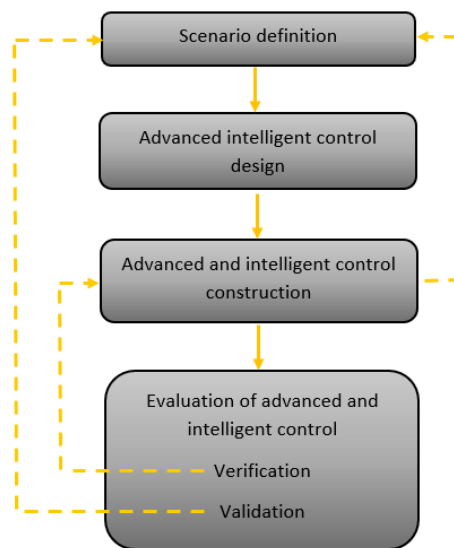 Scenario definition
Advanced intelligent control
design
Advanced and intelligent control
construction
Evaluation of advanced and
intelligent control
Verification
Validation